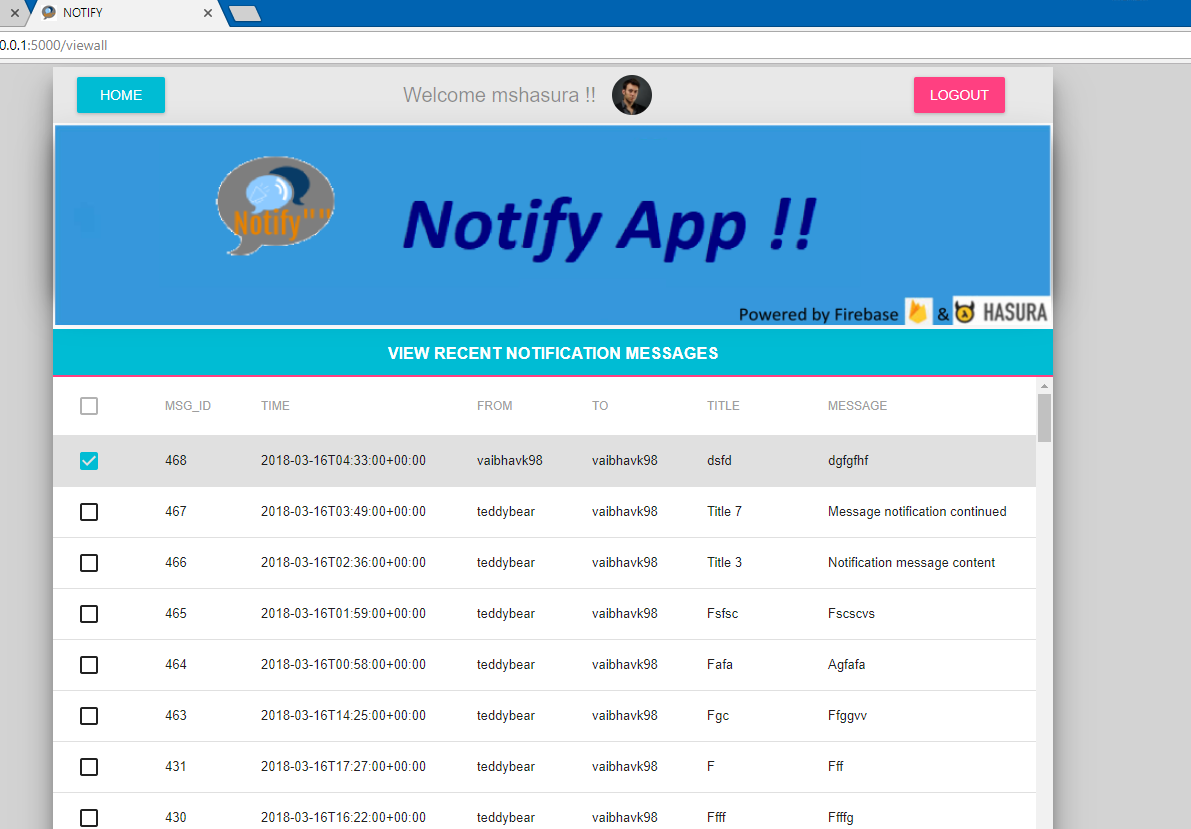 NOTIFY
0.0.1:5000/viewall
HOME Welcome mshasura !! LOGOUT
Notify""
Notify App !!
Powered by Firebase & HASURA
VIEW RECENT NOTIFICATION MESSAGES
MSG_ID TIME FROM TO TITLE MESSAGE
468 2018-03-16T04:33:00+00:00 vaibhavk98 vaibhavk98 dsfd dgfgfhf
467 2018-03-16T03:49:00+00:00 teddybear vaibhavk98 Title 7 Message notification continued
466 2018-03-16T02:36:00+00:00 teddybear vaibhavk98 Title 3 Notification message content
465 2018-03-16T01:59:00+00:00 teddybear vaibhavk98 Fsfsc Fscscvs
464 2018-03-16T00:58:00+00:00 teddybear vaibhavk98 Fafa Agfafa
463 2018-03-16T14:25:00+00:00 teddybear vaibhavk98 Fgc Ffggvv
431 2018-03-16T17:27:00+00:00 teddybear vaibhavk98 F Fff
430 2018-03-16T16:22:00+00:00 teddybear vaibhavk98 Ffff Ffffg